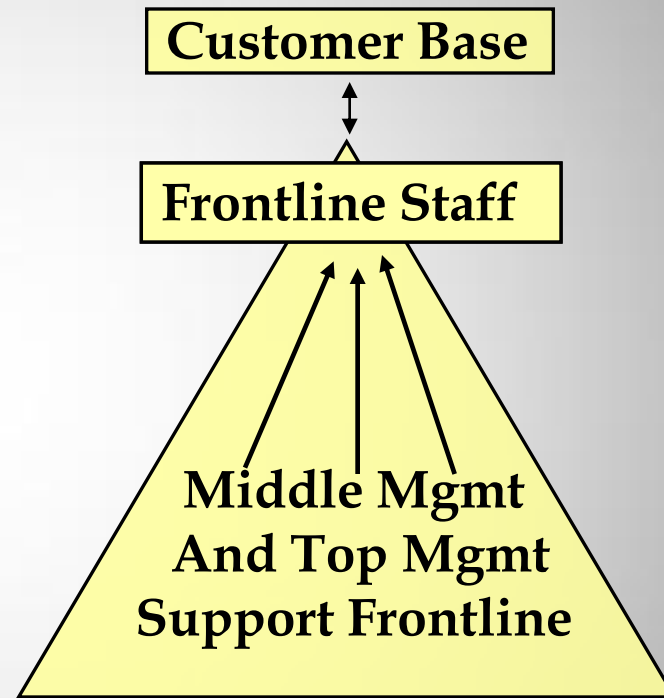 Customer Base
Frontline Staff
Middle Mgmt
And Top Mgmt
Support Frontline